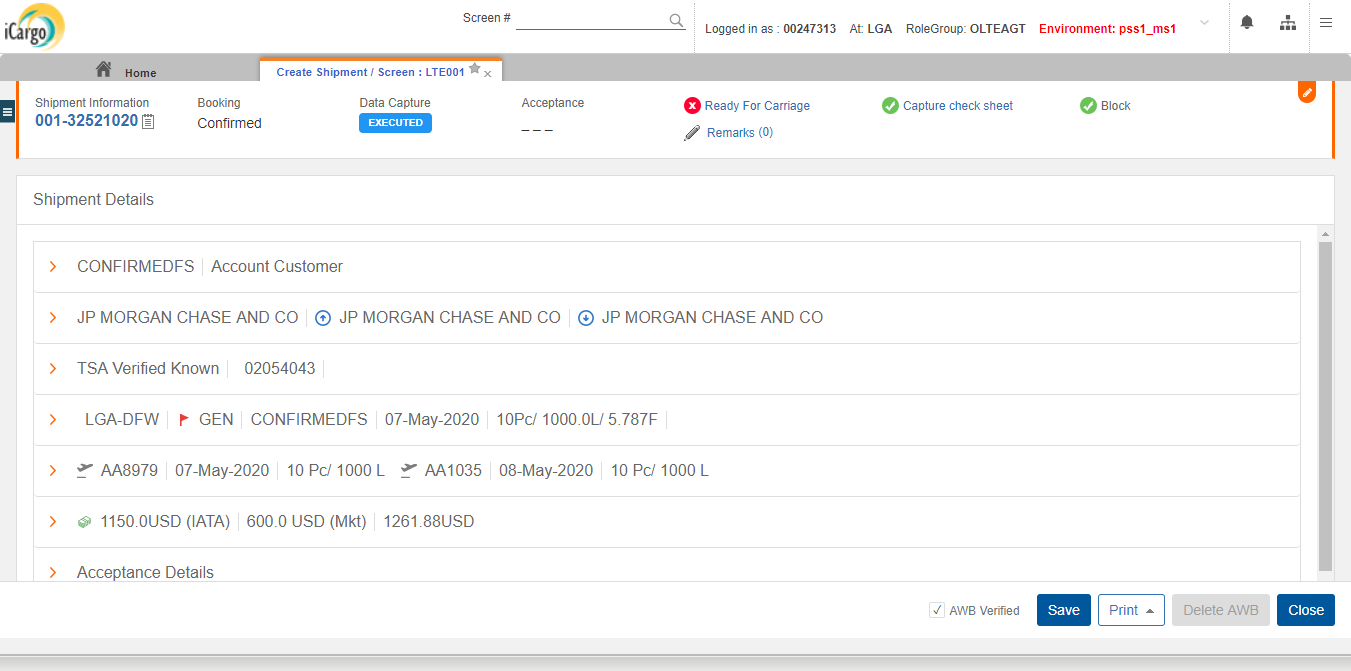 iCargo
Screen #
Logged in as : 00247313 At: LGA RoleGroup: OLTEAGT Environment: pss1_ms1
Home
Create Shipment / Screen : LTE001
Shipment Information
001-32521020
Booking
Confirmed
Data Capture
EXECUTED
Acceptance
_ _ _
Ready For Carriage
Remarks (0)
Capture check sheet
Block
Shipment Details
CONFIRMEDFS Account Customer
JP MORGAN CHASE AND CO JP MORGAN CHASE AND CO JP MORGAN CHASE AND CO
TSA Verified Known 02054043
LGA-DFW GEN CONFIRMEDFS 07-May-2020 10Pc/ 1000.0L/ 5.787F
AA8979 07-May-2020 10 Pc/ 1000 L AA1035 08-May-2020 10 Pc/ 1000 L
1150.0USD (IATA) 600.0 USD (Mkt) 1261.88USD
Acceptance Details
AWB Verified Save Print Delete AWB Close